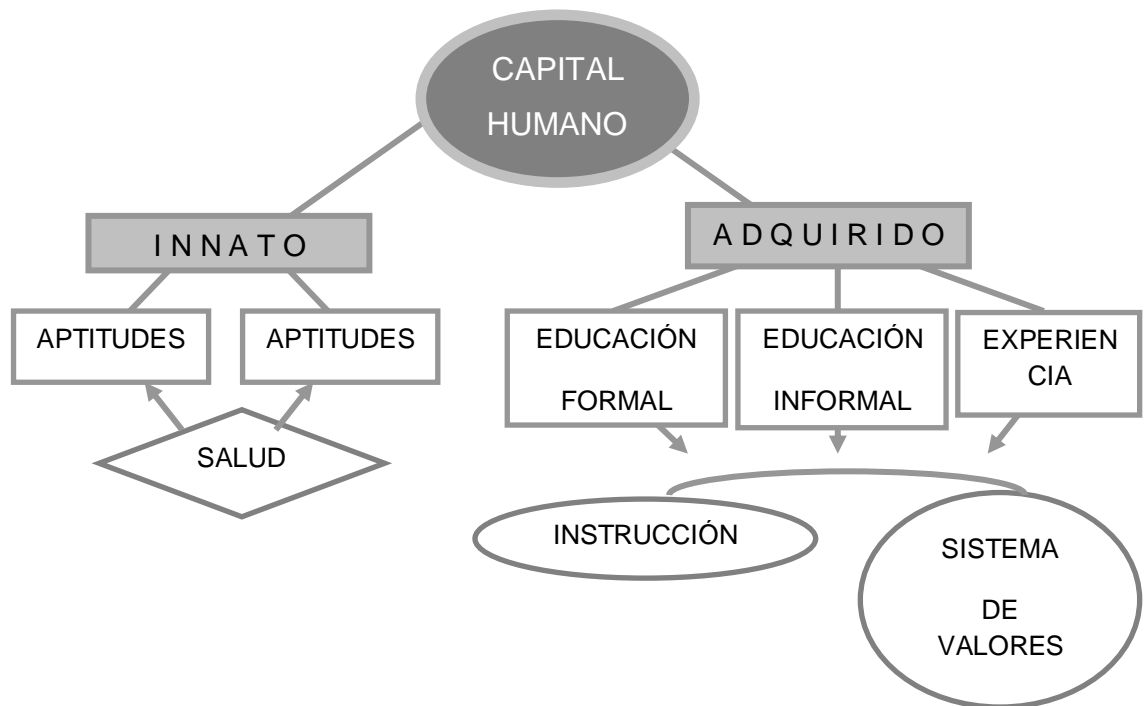 CAPITAL
HUMANO
I N N A T O
A D Q U I R I D O
APTITUDES
APTITUDES
EDUCACIÓN
FORMAL
EDUCACIÓN
INFORMAL
EXPERIEN
CIA
SALUD
INSTRUCCIÓN
SISTEMA
DE
VALORES